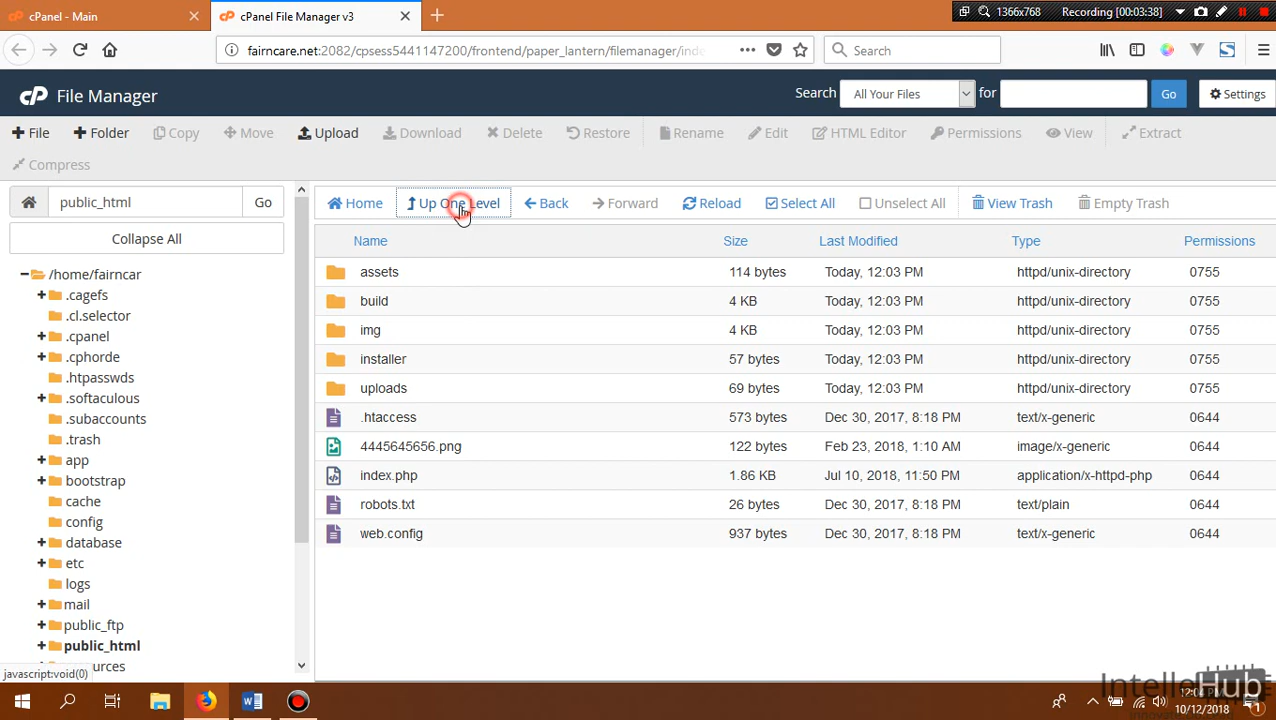 cPanel - Main
cPanel File Manager v3
1366x768
Recording [00:03:38]
fairncare.net:2082/cpsess5441147200/frontend/paper_lantern/filemanager/inde
Search
cP File Manager
Search All Your Files for Go Settings
File Folder Copy Move Upload Download Delete Restore Rename Edit HTML Editor Permissions View Extract
Compress
public_html Go
Home Up One Level Back Forward Reload Select All Unselect All View Trash Empty Trash
Collapse All
/home/fairncar
.cagefs
.cl.selector
.cpanel
.cphorde
.htpasswds
.softaculous
.subaccounts
.trash
app
bootstrap
cache
config
database
etc
logs
mail
public_ftp
public_html
javascript:void(0)
Name Size Last Modified Type Permissions
assets 114 bytes Today, 12:03 PM httpd/unix-directory 0755
build 4 KB Today, 12:03 PM httpd/unix-directory 0755
img 4 KB Today, 12:03 PM httpd/unix-directory 0755
installer 57 bytes Today, 12:03 PM httpd/unix-directory 0755
uploads 69 bytes Today, 12:03 PM httpd/unix-directory 0755
.htaccess 573 bytes Dec 30, 2017, 8:18 PM text/x-generic 0644
4445645656.png 122 bytes Feb 23, 2018, 1:10 AM image/x-generic 0644
index.php 1.86 KB Jul 10, 2018, 11:50 PM application/x-httpd-php 0644
robots.txt 26 bytes Dec 30, 2017, 8:18 PM text/plain 0644
web.config 937 bytes Dec 30, 2017, 8:18 PM text/x-generic 0644
IntelleHub
12:04 PM
10/12/2018